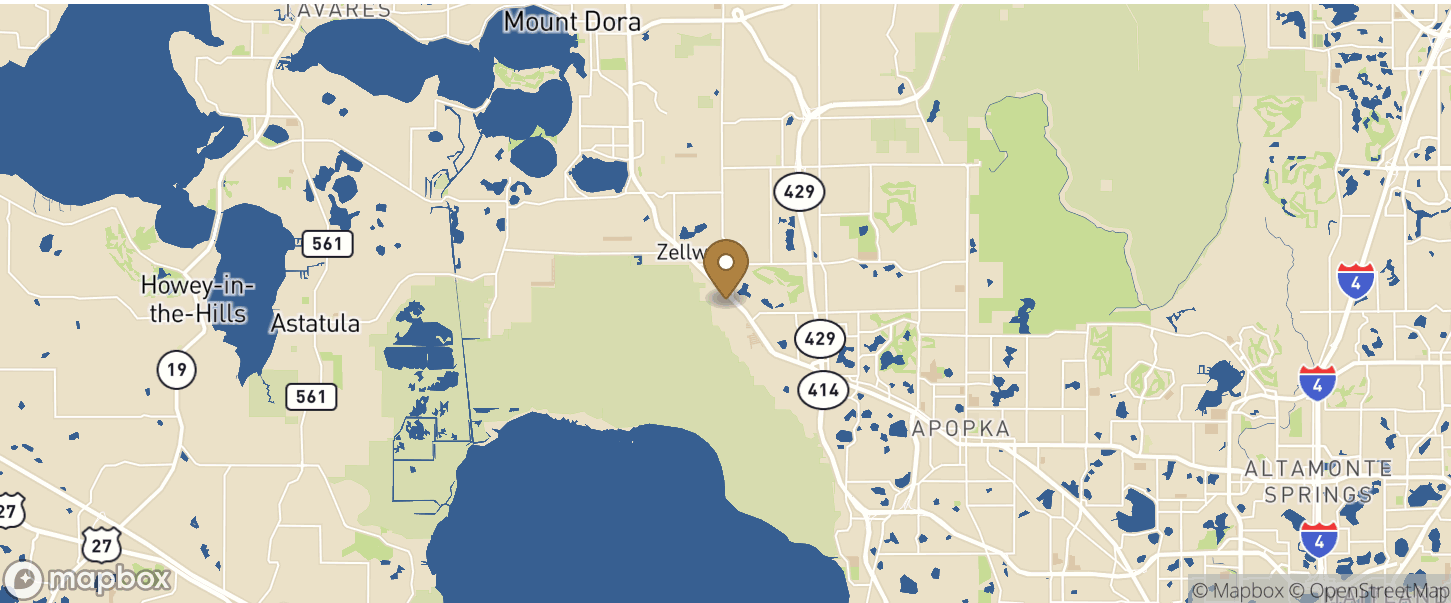 TAVARES
Mount Dora
429
Zellw
561
Howey-in-
the-Hills
4
Astatula
429
19
4
414
561
APOPKA
ALTAMONTE
SPRINGS
27
27
4
mapbox
© Mapbox © OpenStreetMap